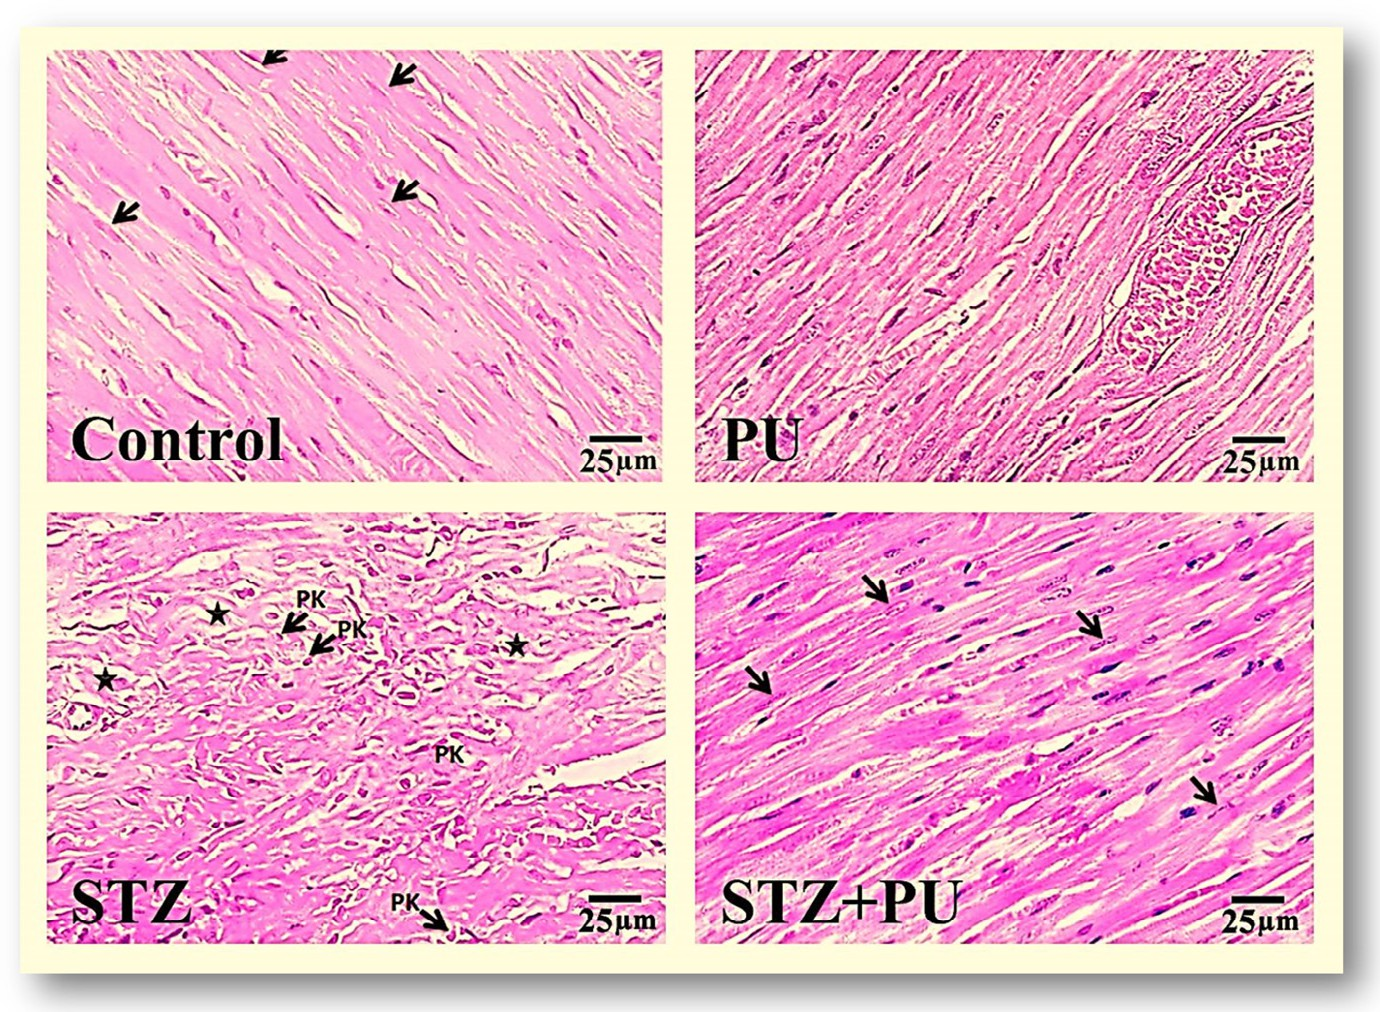 Control
25µm
PU
25µm
PK
PK
PK
PK
STZ
25µm
STZ+PU
25µm